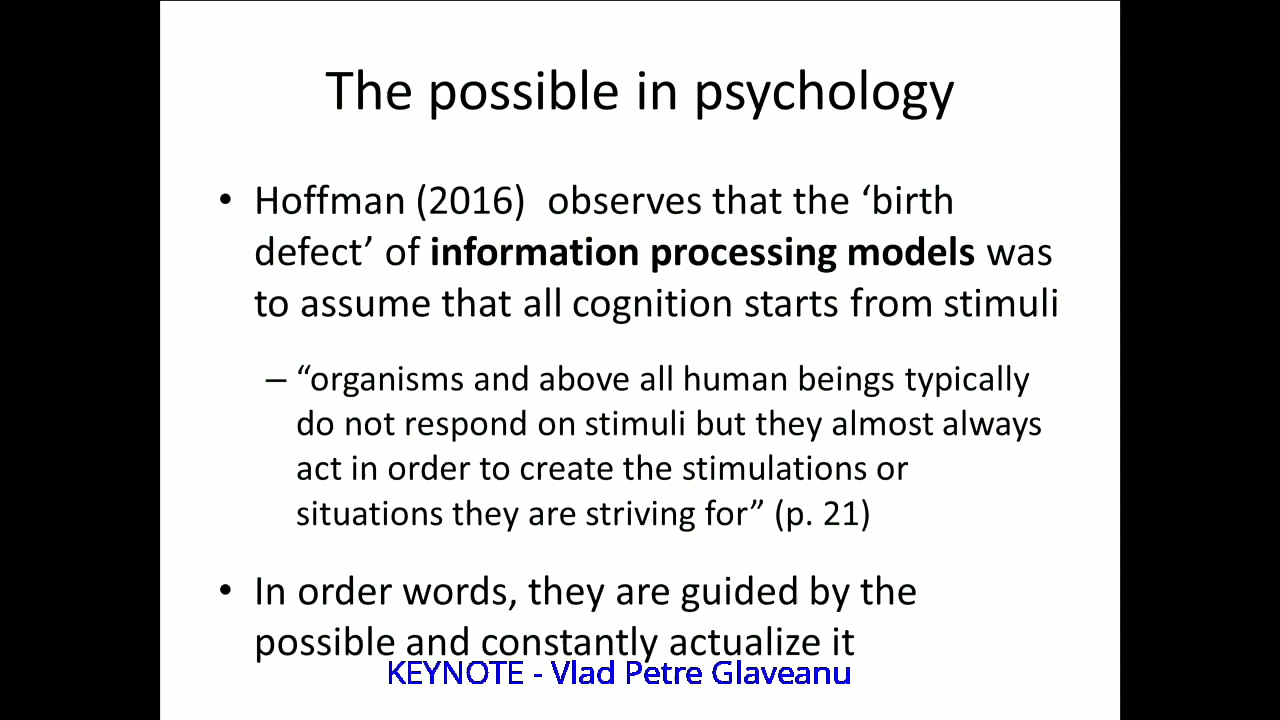 The possible in psychology
• Hoffman (2016)  observes that the ‘birth
defect’ of information processing models was
to assume that all cognition starts from stimuli
– “organisms and above all human beings typically
do not respond on stimuli but they almost always
act in order to create the stimulations or
situations they are striving for” (p. 21)
• In order words, they are guided by the
possible and constantly actualize it
KEYNOTE - Vlad Petre Glaveanu